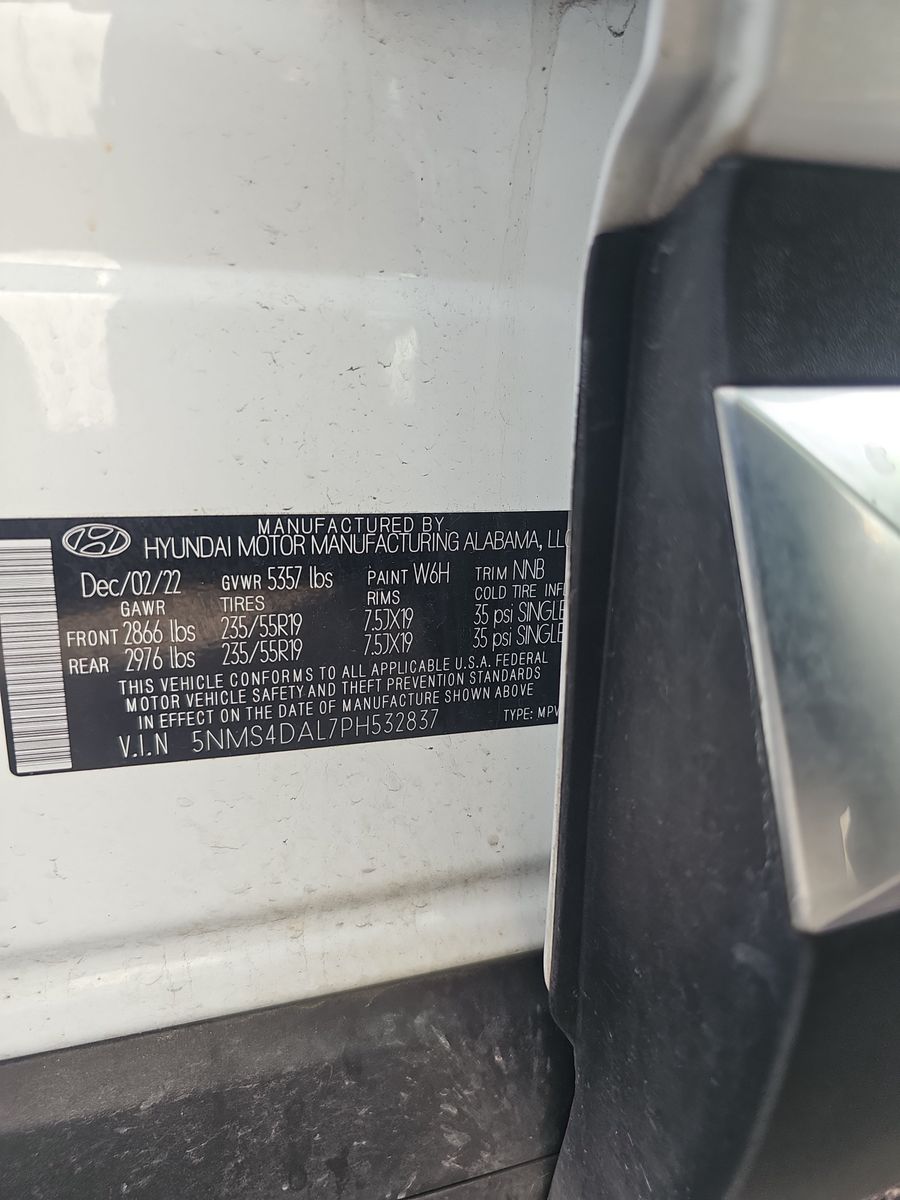 MANUFACTURED BY
HYUNDAI MOTOR MANUFACTURING ALABAMA, LLC
Dec/02/22 GVWR 5357 lbs PAINT W6H TRIM NNB
GAWR TIRES RIMS COLD TIRE INF
FRONT 2866 lbs 235/55R19 7.5JX19 35 psi SINGLE
REAR 2976 lbs 235/55R19 7.5JX19 35 psi SINGLE
THIS VEHICLE CONFORMS TO ALL APPLICABLE U.S.A. FEDERAL
MOTOR VEHICLE SAFETY AND THEFT PREVENTION STANDARDS
IN EFFECT ON THE DATE OF MANUFACTURE SHOWN ABOVE
V.I.N 5NMS4DAL7PH532837 TYPE: MPV